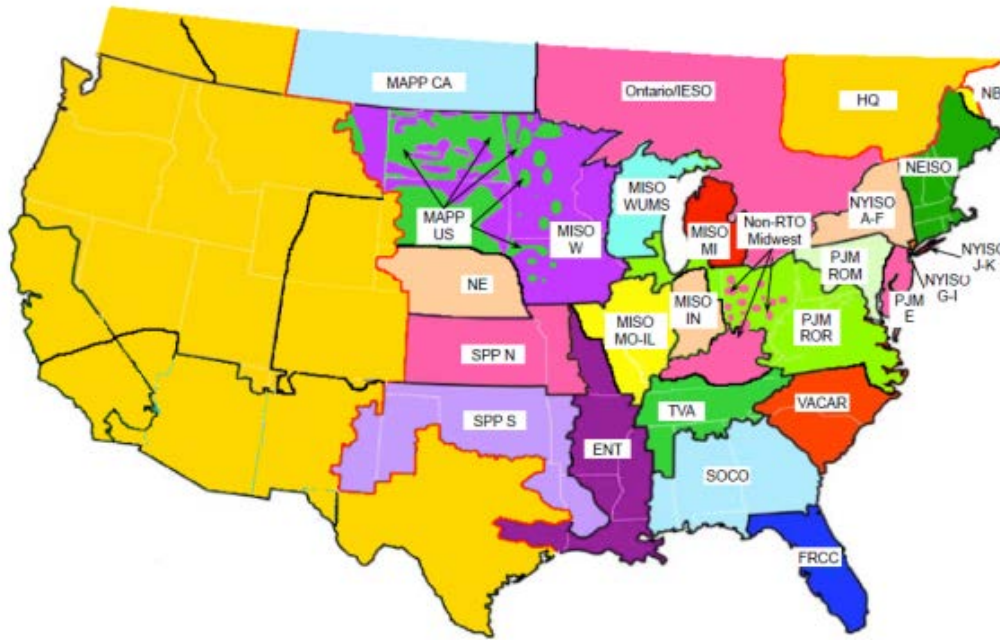 MAPP CA
Ontario/IESO
HQ
NB
NEISO
MISO
WUMS
NYISO
A-F
MAPP
US
MISO
W
MISO
MI
Non-RTO
Midwest
NYISO
J-K
PJM
ROM
NYISO
G-I
NE
PJM
E
MISO
IN
MISO
MO-IL
PJM
ROR
SPP N
TVA
VACAR
SPP S
ENT
SOCO
FRCC